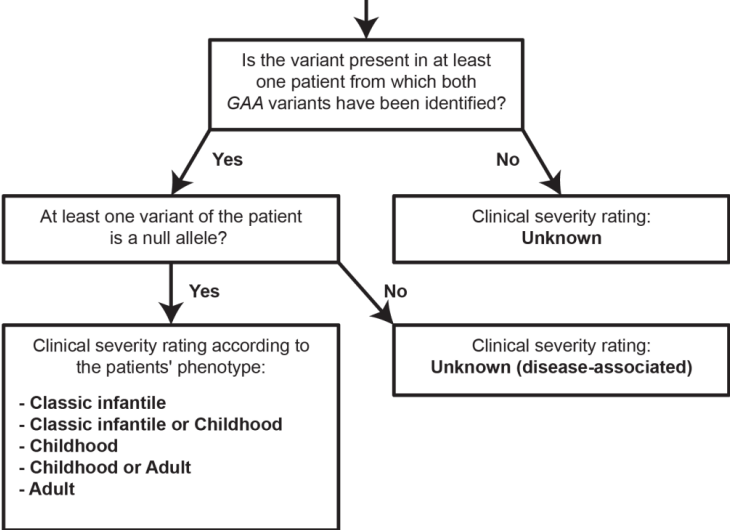 Is the variant present in at least
one patient from which both
GAA variants have been identified?
Yes
No
At least one variant of the patient
is a null allele?
Clinical severity rating:
Unknown
Yes
No
Clinical severity rating according to
the patients' phenotype:
- Classic infantile
- Classic infantile or Childhood
- Childhood
- Childhood or Adult
- Adult
Clinical severity rating:
Unknown (disease-associated)